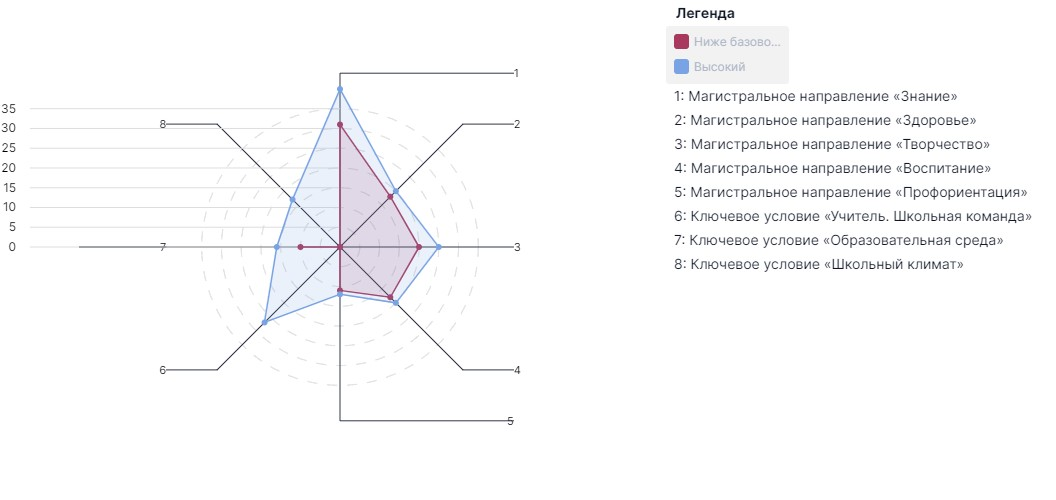 Легенда
Ниже базово...
Высокий
1: Магистральное направление «Знание»
2: Магистральное направление «Здоровье»
3: Магистральное направление «Творчество»
4: Магистральное направление «Воспитание»
5: Магистральное направление «Профориентация»
6: Ключевое условие «Учитель. Школьная команда»
7: Ключевое условие «Образовательная среда»
8: Ключевое условие «Школьный климат»
1
35
30
8
2
25
20
15
10
5
0
7
3
6
4
5